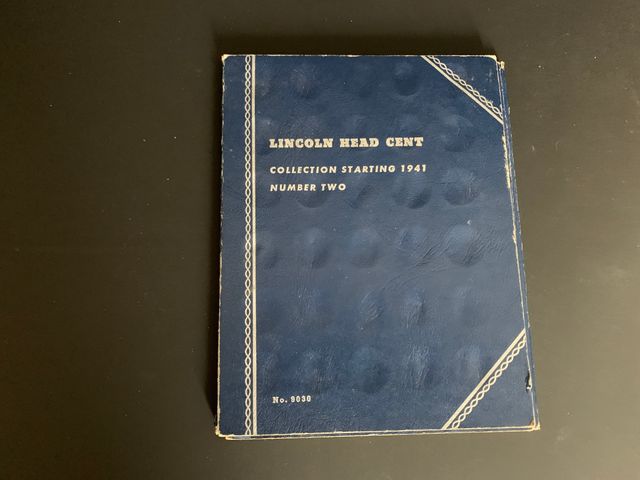 LINCOLN HEAD CENT
COLLECTION STARTING 1941
NUMBER TWO
No. 9030